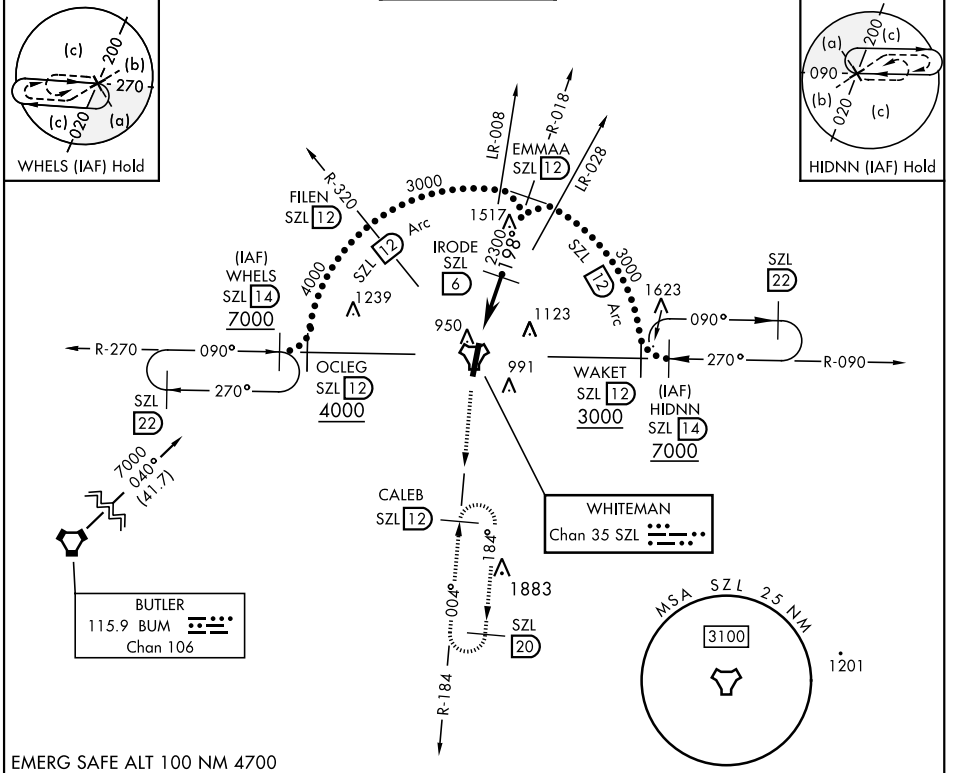 (c)
200
(b)
270
(c)
020
(a)
WHELS (IAF) Hold
(a)
200
(c)
090
(b)
020
(c)
HIDNN (IAF) Hold
LR-008
R-018
LR-028
EMMAA
SZL 12
R-320
3000
FILEN
SZL 12
SZL 12 Arc
4000
1517
2300
198°
IRODE
SZL
6
SZL 12 Arc
3000
(IAF)
WHELS
SZL 14
7000
1239
950
1123
991
1623
SZL
22
090°
270°
R-090
R-270
090°
270°
SZL
22
OCLEG
SZL 12
4000
WAKET
SZL 12
3000
(IAF)
HIDNN
SZL 14
7000
7000
040°
(41.7)
CALEB
SZL 12
WHITEMAN
Chan 35 SZL
184°
004°
1883
SZL
20
R-184
BUTLER
115.9 BUM
Chan 106
MSA SZL 25 NM
3100
1201
EMERG SAFE ALT 100 NM 4700